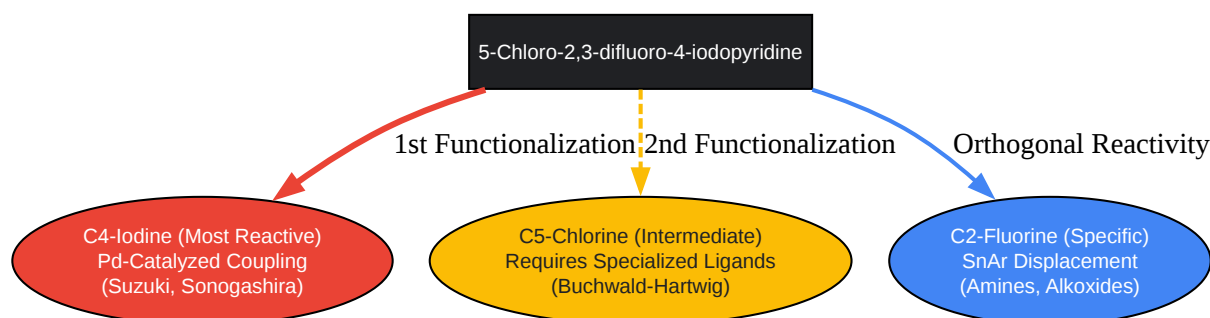 5-Chloro-2,3-difluoro-4-iodopyridine
1st Functionalization
2nd Functionalization
Orthogonal Reactivity
C4-Iodine (Most Reactive)
Pd-Catalyzed Coupling
(Suzuki, Sonogashira)
C5-Chlorine (Intermediate)
Requires Specialized Ligands
(Buchwald-Hartwig)
C2-Fluorine (Specific)
SnAr Displacement
(Amines, Alkoxides)